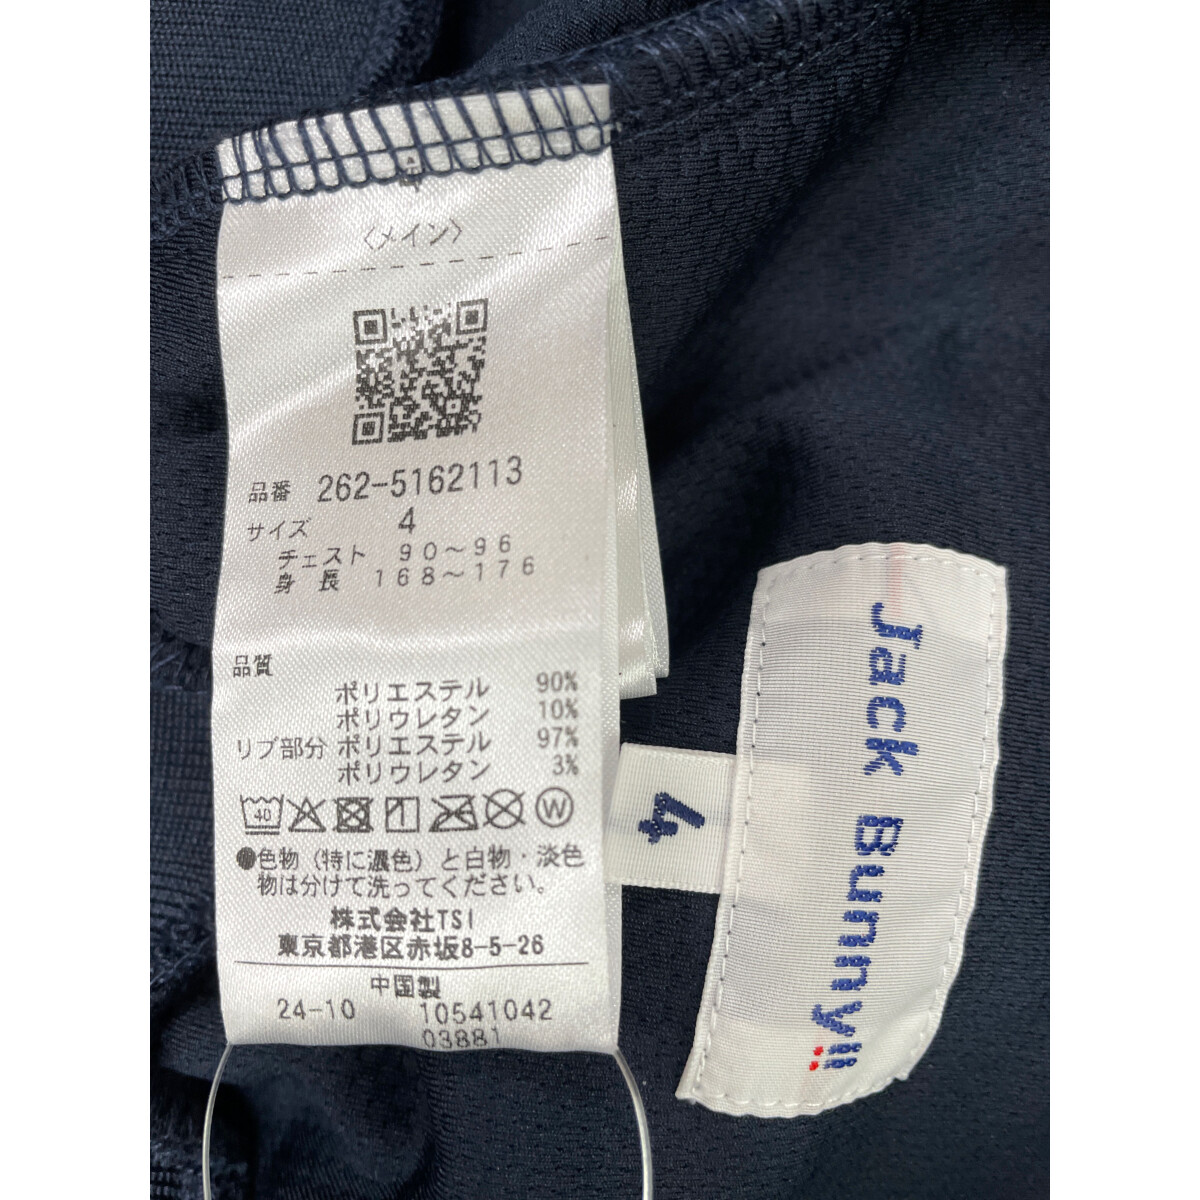 〈メイン〉
品番 262-5162113
サイズ 4
チェスト 90～96
身長 168～176
品質
ポリエステル 90%
ポリウレタン 10%
リブ部分 ポリエステル 97%
ポリウレタン 3%
40 W
●色物（特に濃色）と白物・淡色
物は分けて洗ってください。
株式会社TSI
東京都港区赤坂8-5-26
中国製
24-10 10541042
03881
4
Jack Bunny!!